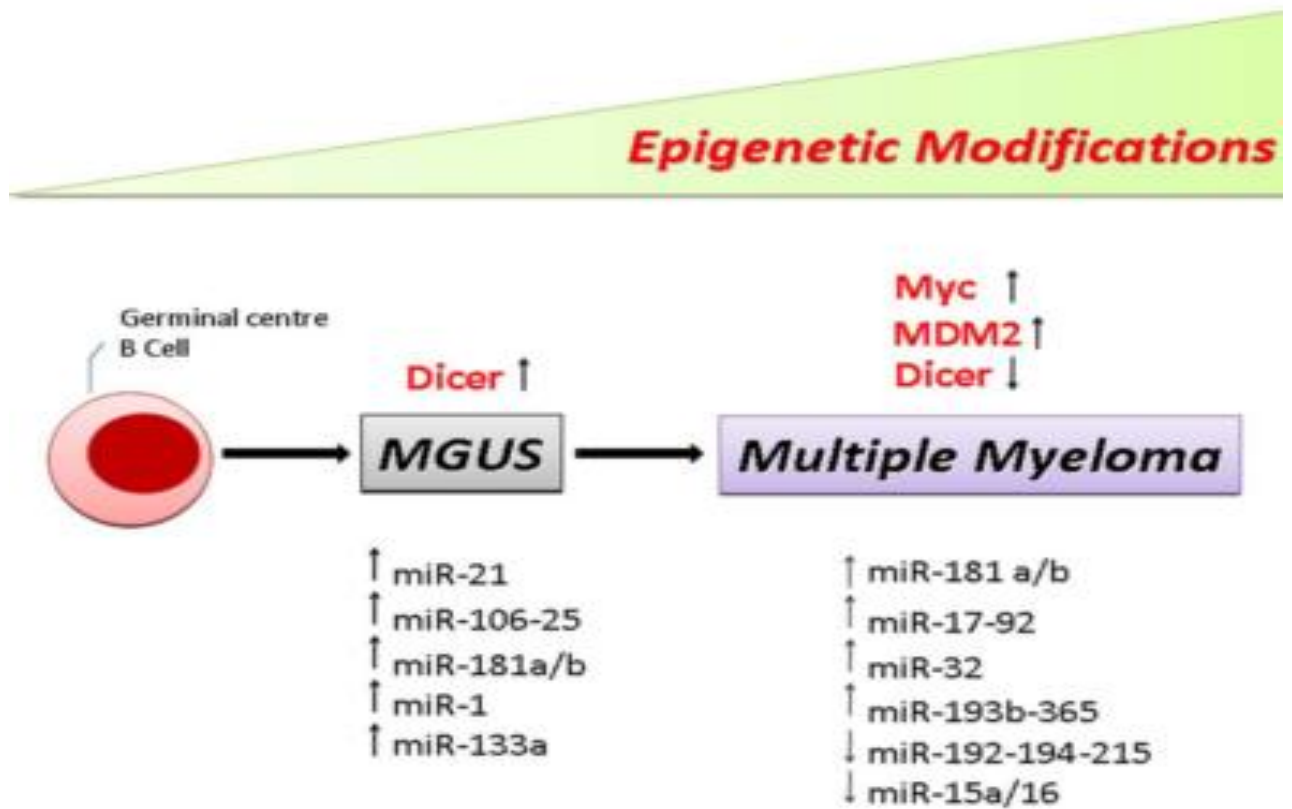 Epigenetic Modifications
Germinal centre
B Cell
Dicer ↑
Myc ↑
MDM2 ↑
Dicer ↓
MGUS
Multiple Myeloma
↑ miR-21
↑ miR-106-25
↑ miR-181a/b
↑ miR-1
↑ miR-133a
↑ miR-181 a/b
↑ miR-17-92
↑ miR-32
↑ miR-193b-365
↓ miR-192-194-215
↓ miR-15a/16